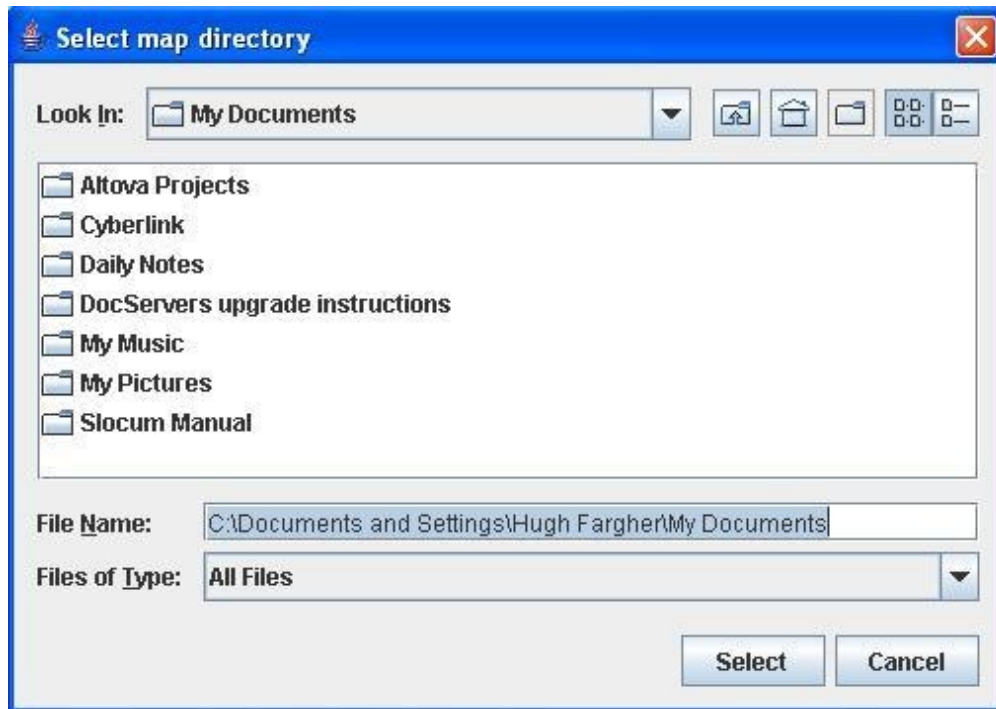 Select map directory
Look In: My Documents
Altova Projects
Cyberlink
Daily Notes
DocServers upgrade instructions
My Music
My Pictures
Slocum Manual
File Name: C:\Documents and Settings\Hugh Fargher\My Documents
Files of Type: All Files
Select Cancel